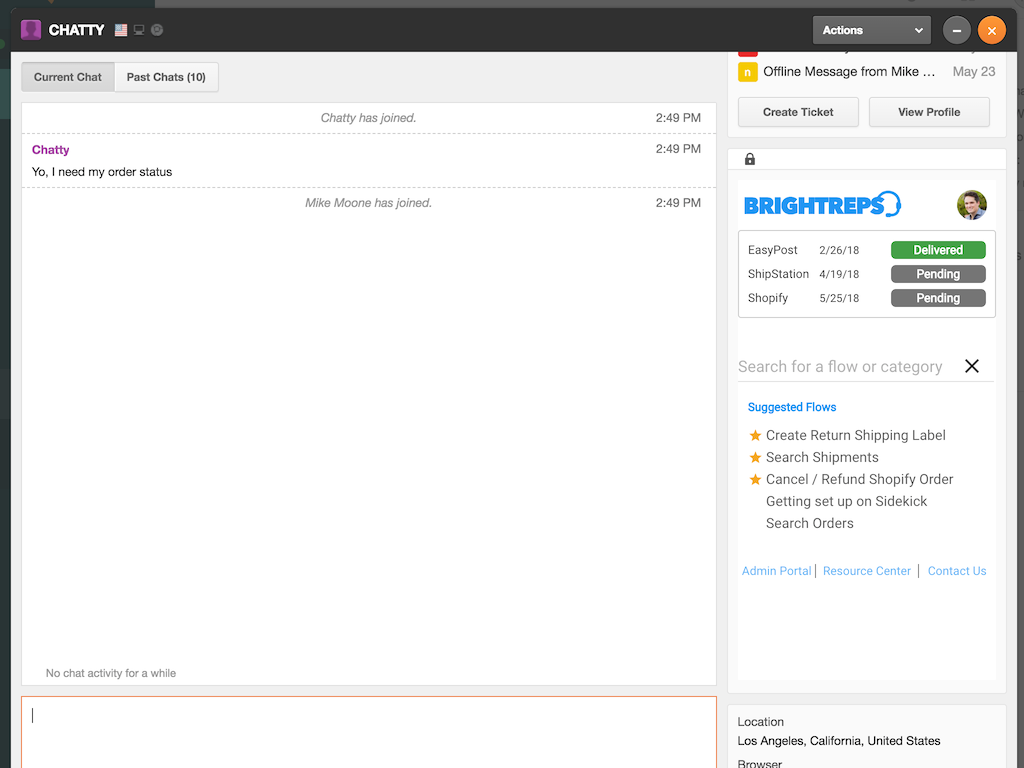 CHATTY
Actions
Current Chat
Past Chats (10)
Chatty has joined.
2:49 PM
Chatty
2:49 PM
Yo, I need my order status
Mike Moone has joined.
2:49 PM
No chat activity for a while
n Offline Message from Mike ... May 23
Create Ticket
View Profile
BRIGHTREPS
EasyPost 2/26/18 Delivered
ShipStation 4/19/18 Pending
Shopify 5/25/18 Pending
Search for a flow or category
Suggested Flows
Create Return Shipping Label
Search Shipments
Cancel / Refund Shopify Order
Getting set up on Sidekick
Search Orders
Admin Portal | Resource Center | Contact Us
Location
Los Angeles, California, United States
Browser